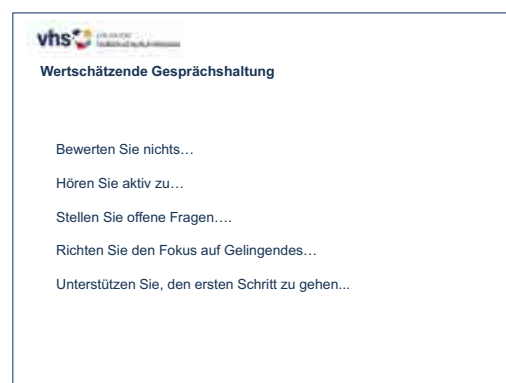 vhs
Wertschätzende Gesprächshaltung
Bewerten Sie nichts…
Hören Sie aktiv zu…
Stellen Sie offene Fragen….
Richten Sie den Fokus auf Gelingendes…
Unterstützen Sie, den ersten Schritt zu gehen...